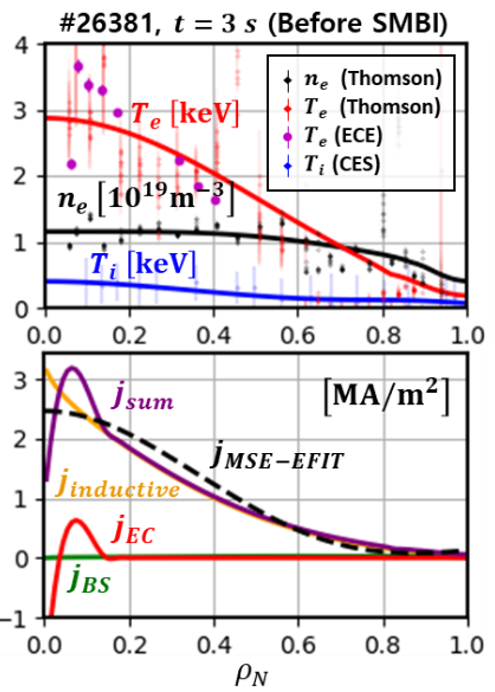 #26381, t = 3 s (Before SMBI)
4
3
2
1
0
n_e (Thomson)
T_e (Thomson)
T_e (ECE)
T_i (CES)
T_e [keV]
n_e [10^19 m^−3]
T_i [keV]
0.0 0.2 0.4 0.6 0.8 1.0
3
2
1
0
−1
[MA/m²]
j_sum
j_MSE−EFIT
j_inductive
j_EC
j_BS
0.0 0.2 0.4 0.6 0.8 1.0
ρ_N